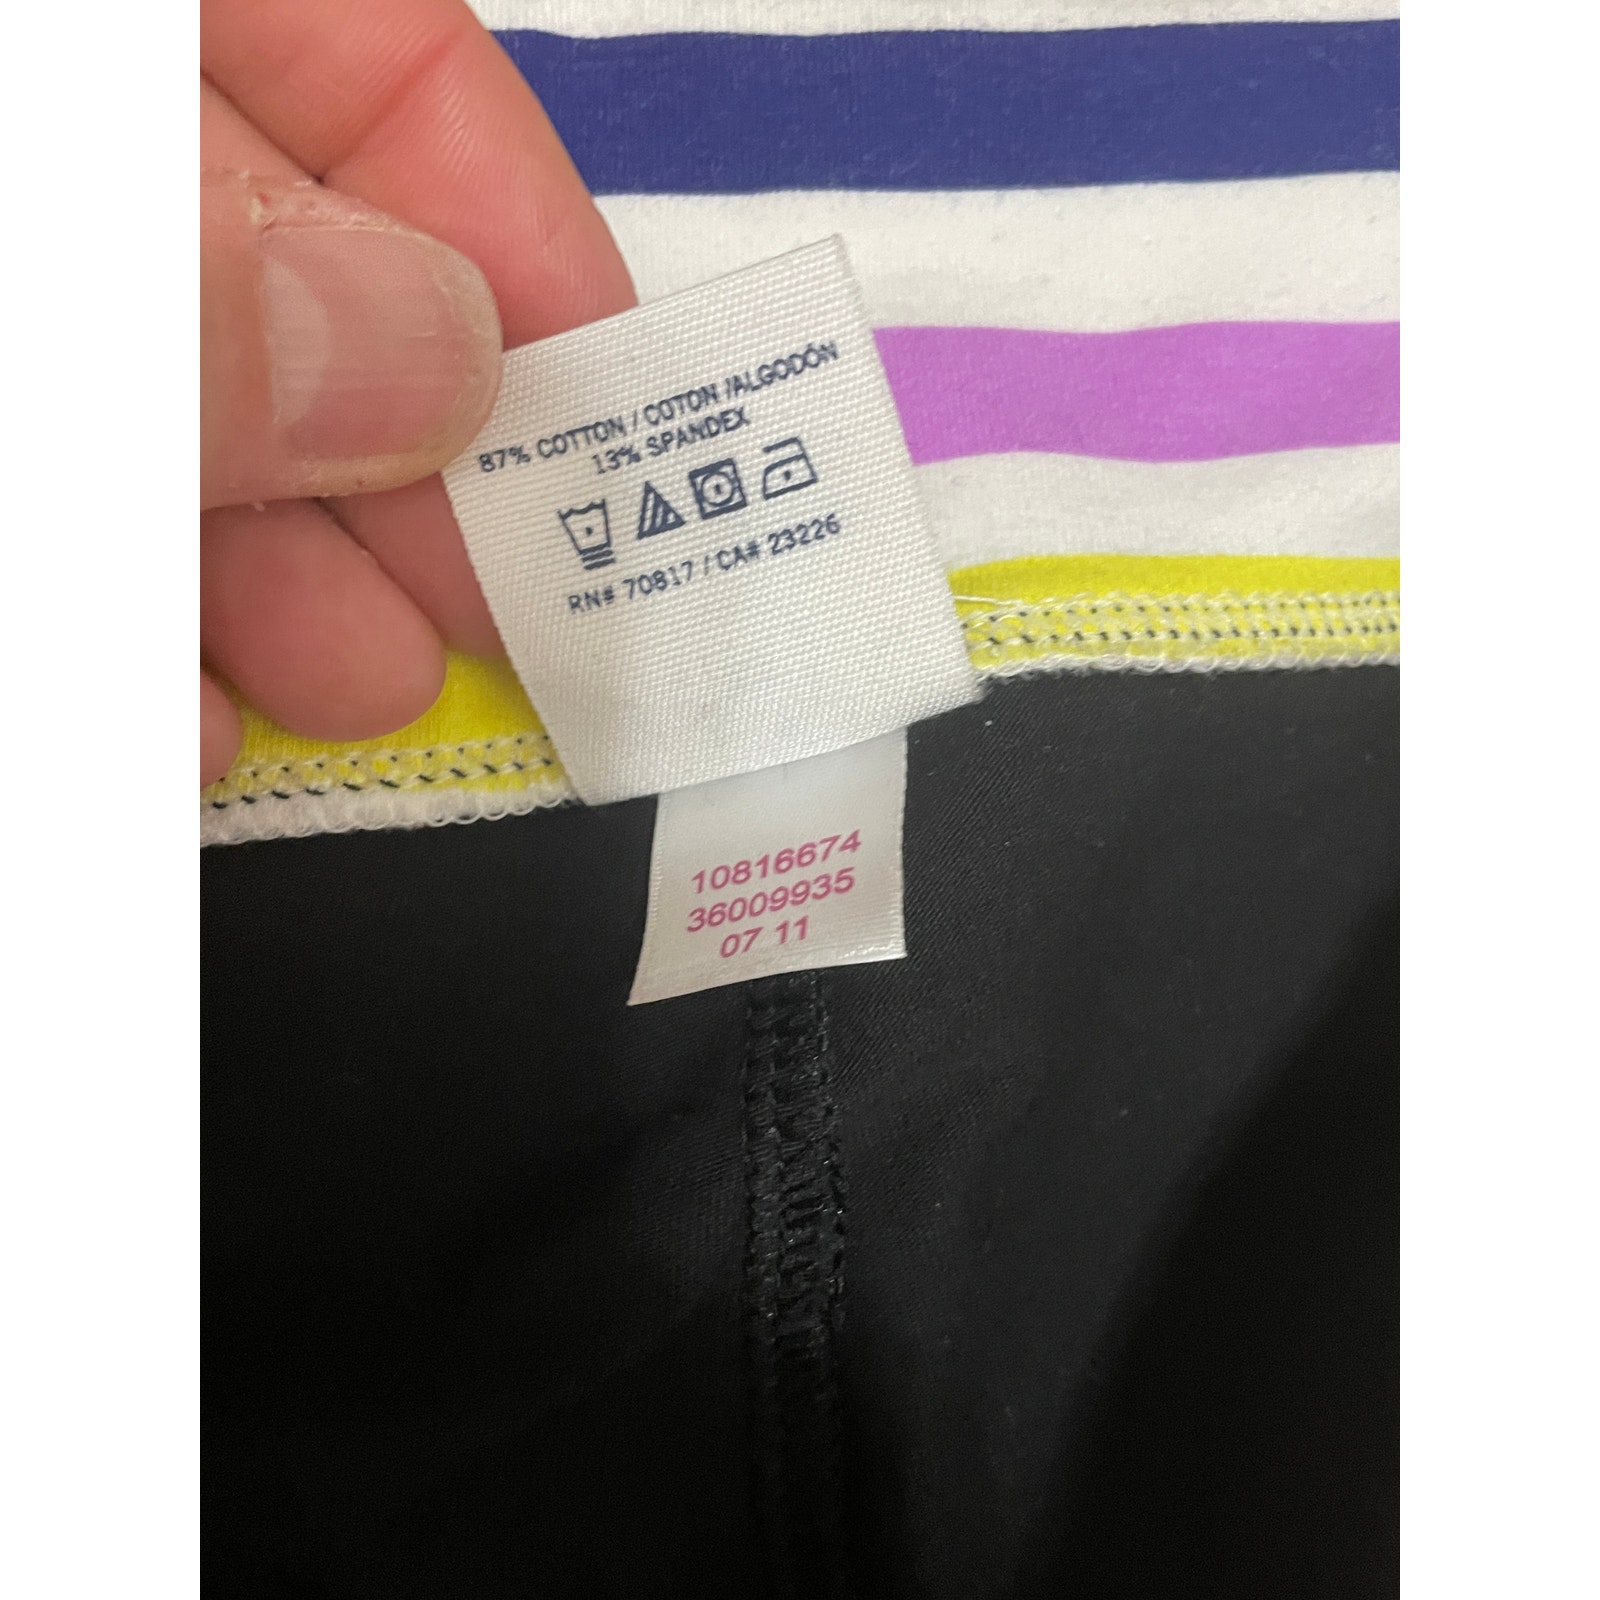 87% COTTON / COTON /ALGODÓN
13% SPANDEX
RN# 70817 / CA# 23226
10816674
36009935
07 11